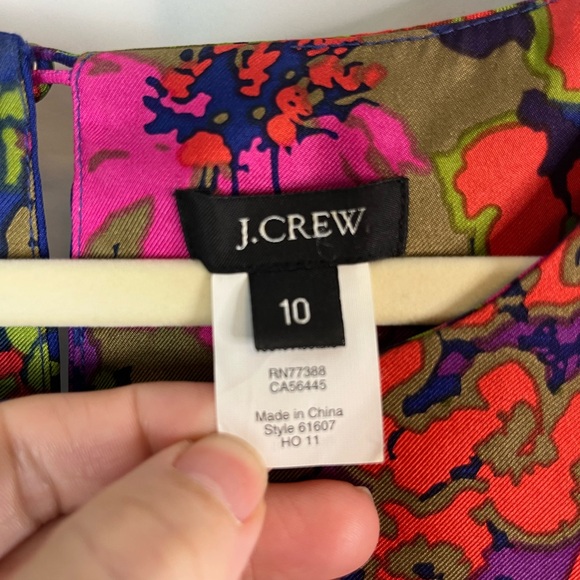 J.CREW
10
RN77388
CA56445
Made in China
Style 61607
HO 11